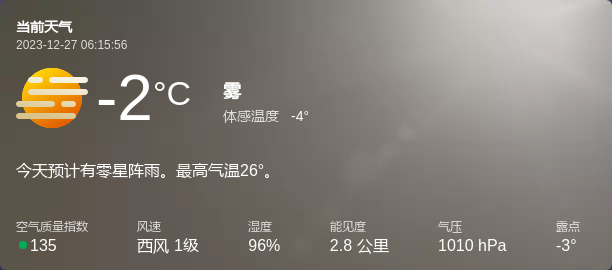 当前天气
2023-12-27 06:15:56
-2°C
雾
体感温度 -4°
今天预计有零星阵雨。最高气温26°。
空气质量指数 风速 湿度 能见度 气压 露点
135 西风 1级 96% 2.8 公里 1010 hPa -3°